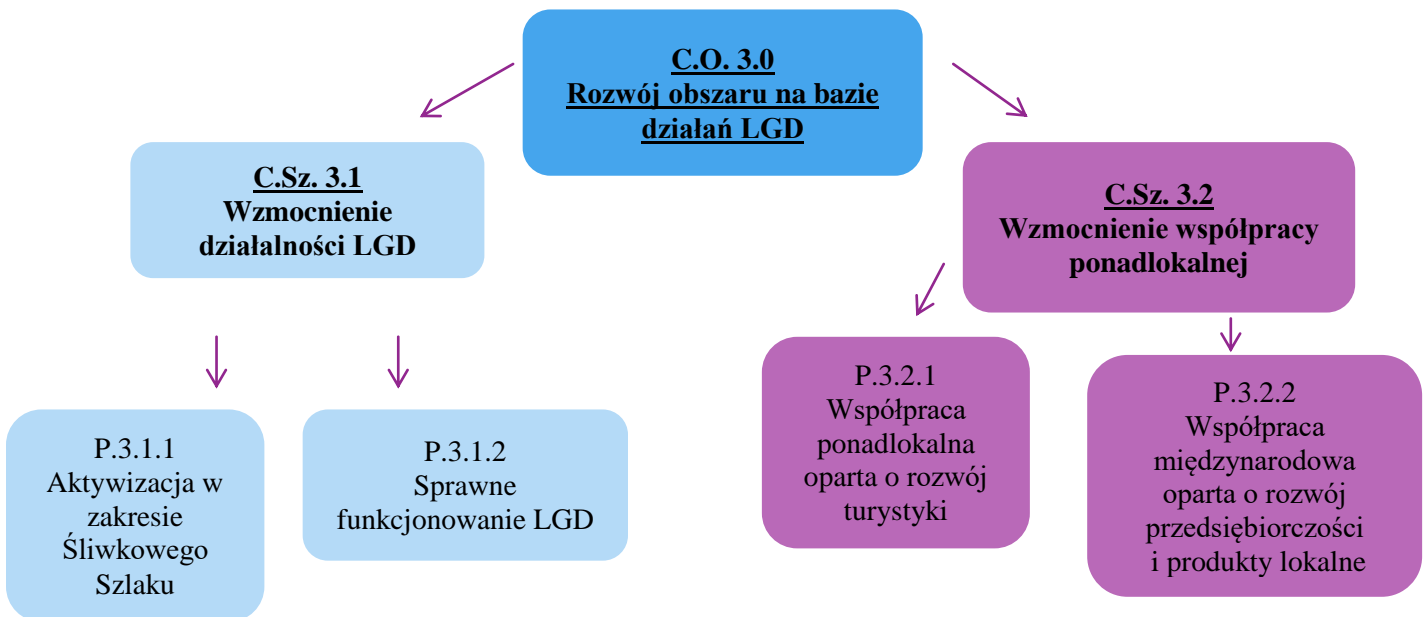 C.O. 3.0
Rozwój obszaru na bazie
działań LGD
C.Sz. 3.1
Wzmocnienie
działalności LGD
C.Sz. 3.2
Wzmocnienie współpracy
ponadlokalnej
P.3.1.1
Aktywizacja w
zakresie
Śliwkowego
Szlaku
P.3.1.2
Sprawne
funkcjonowanie LGD
P.3.2.1
Współpraca
ponadlokalna
oparta o rozwój
turystyki
P.3.2.2
Współpraca
międzynarodowa
oparta o rozwój
przedsiębiorczości
i produkty lokalne